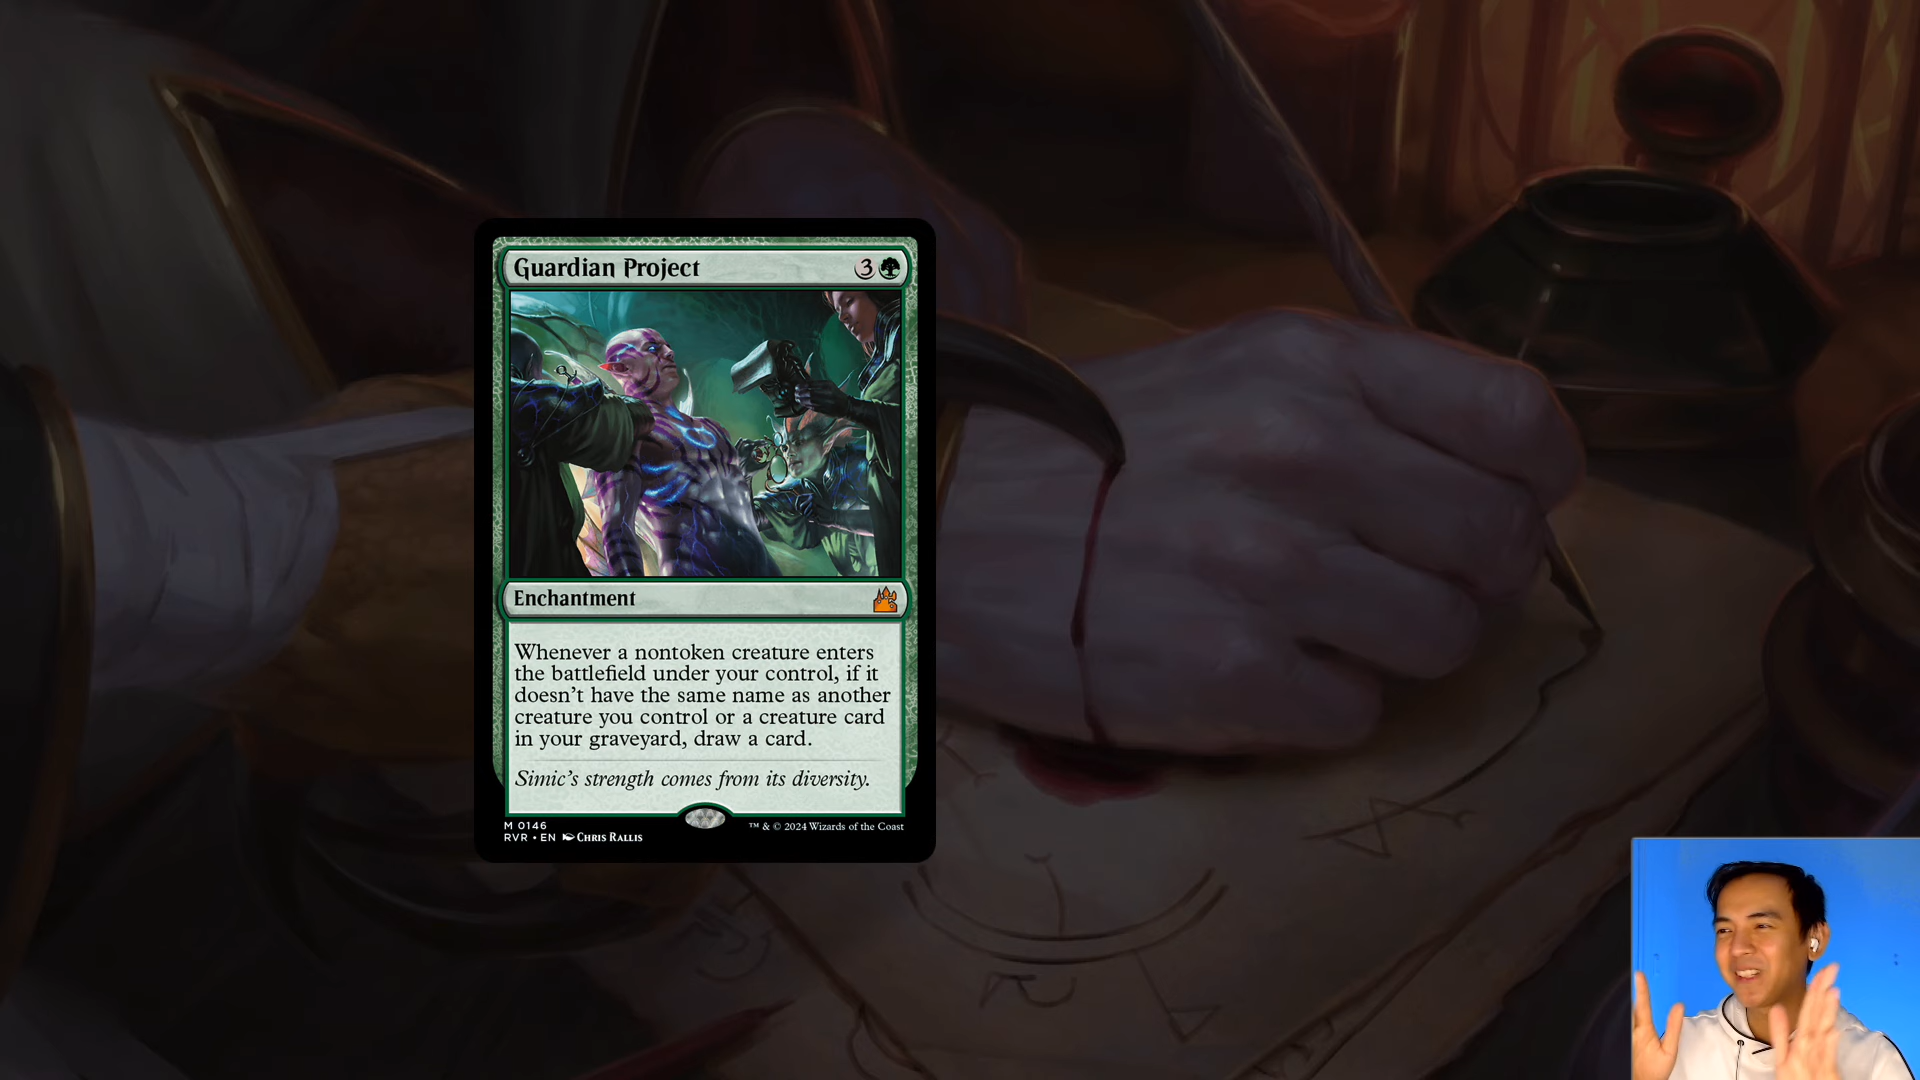 Guardian Project 3
Enchantment
Whenever a nontoken creature enters
the battlefield under your control, if it
doesn't have the same name as another
creature you control or a creature card
in your graveyard, draw a card.
Simic's strength comes from its diversity.
M 0146
RVR • EN Chris Rallis
™ & © 2024 Wizards of the Coast